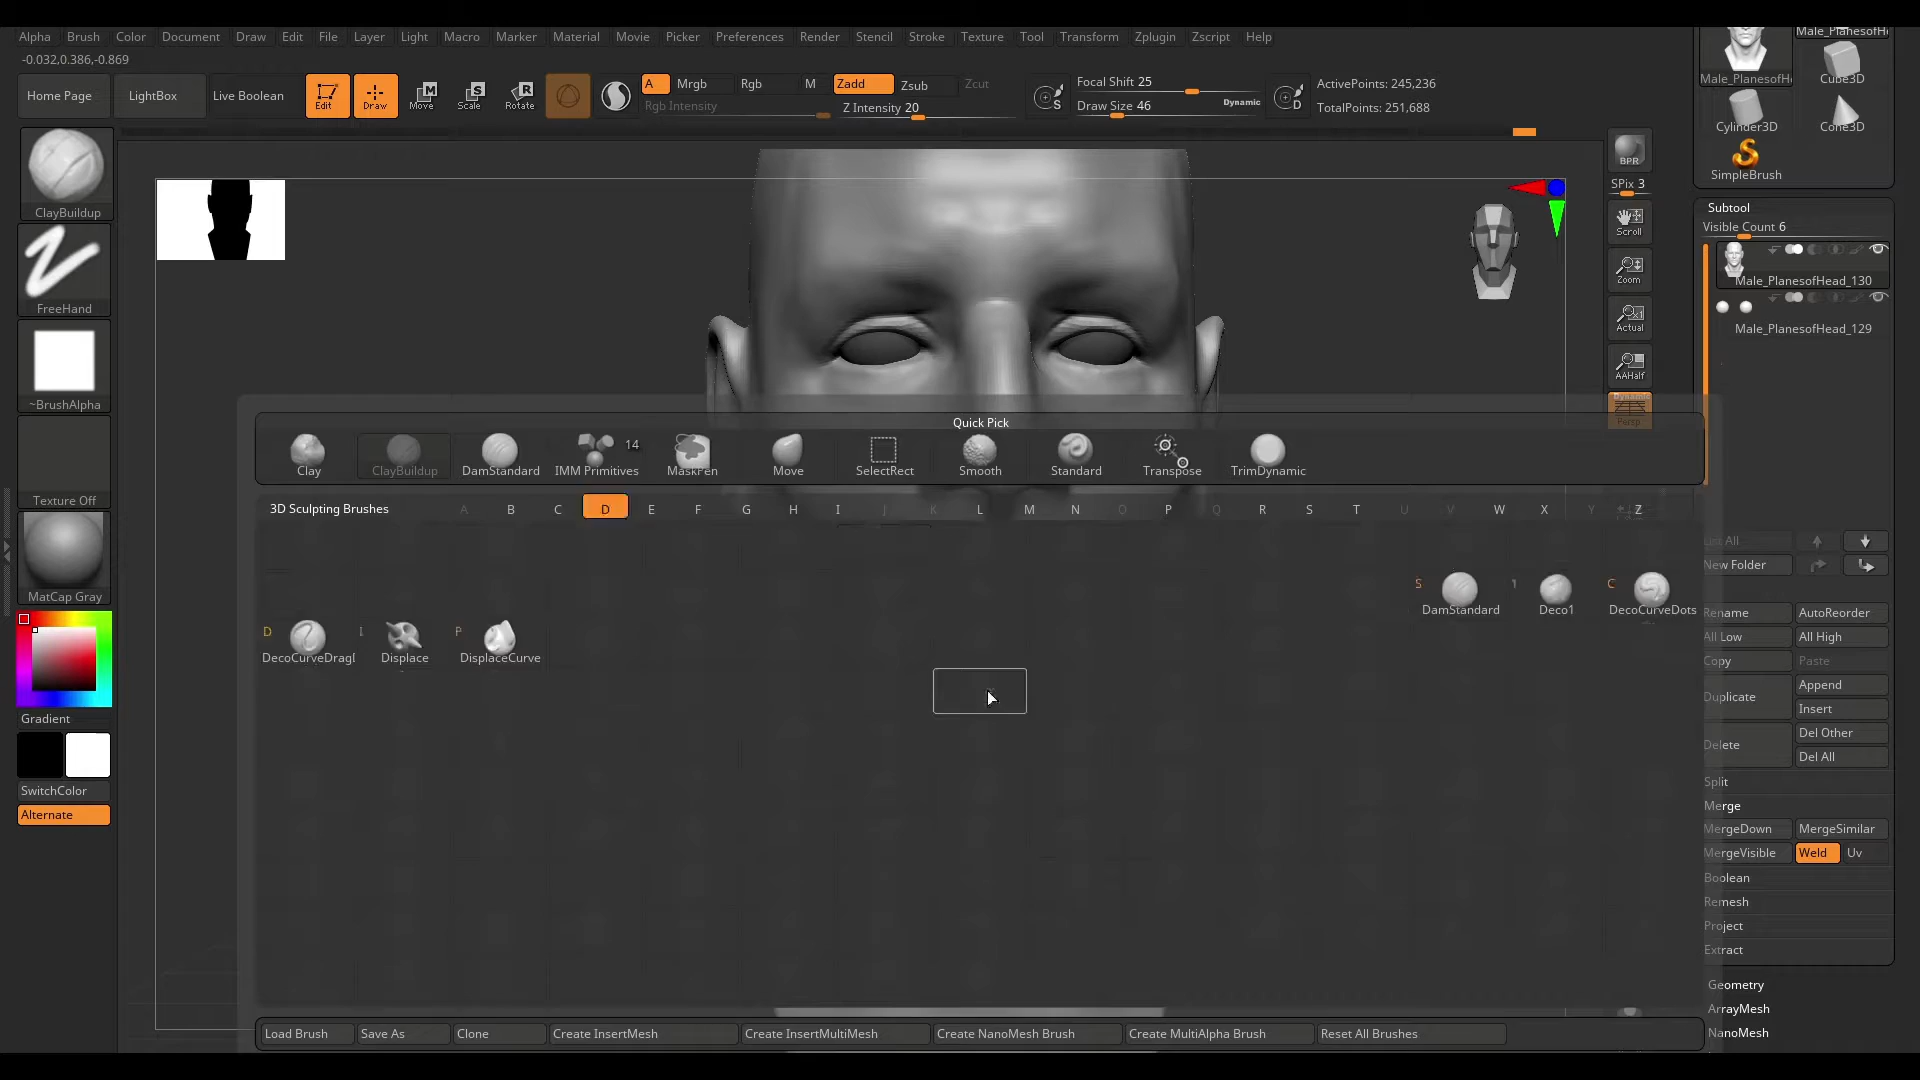 Alpha Brush Color Document Draw Edit File Layer Light Macro Marker Material Movie Picker Preferences Render Stencil Stroke Texture Tool Transform Zplugin Zscript Help
-0.032,0.386,-0.869
Home Page LightBox Live Boolean Edit Draw Move Scale Rotate A Mrgb Rgb M Zadd Zsub Zcut
Rgb Intensity Z Intensity 20
Focal Shift 25
Draw Size 46 Dynamic
ActivePoints: 245,236
TotalPoints: 251,688
ClayBuildup
FreeHand
~BrushAlpha
Texture Off
MatCap Gray
Gradient
SwitchColor
Alternate
Quick Pick
Clay ClayBuildup DamStandard IMM Primitives 14 MaskPen Move SelectRect Smooth Standard Transpose TrimDynamic
3D Sculpting Brushes A B C D E F G H I J K L M N O P Q R S T U V W X Y Z
S DamStandard 1 Deco1 C DecoCurveDots
D DecoCurveDragD I Displace P DisplaceCurve
Load Brush Save As Clone Create InsertMesh Create InsertMultiMesh Create NanoMesh Brush Create MultiAlpha Brush Reset All Brushes
BPR
SPix 3
Scroll
Zoom
Actual
AAHalf
Dynamic
Persp
Male_PlanesofH
Male_PlanesofHe Cube3D
Cylinder3D Cone3D
SimpleBrush
Subtool
Visible Count 6
Male_PlanesofHead_130
Male_PlanesofHead_129
List All
New Folder
Rename AutoReorder
All Low All High
Copy Paste
Duplicate Append
Insert
Delete Del Other
Del All
Split
Merge
MergeDown MergeSimilar
MergeVisible Weld Uv
Boolean
Remesh
Project
Extract
Geometry
ArrayMesh
NanoMesh